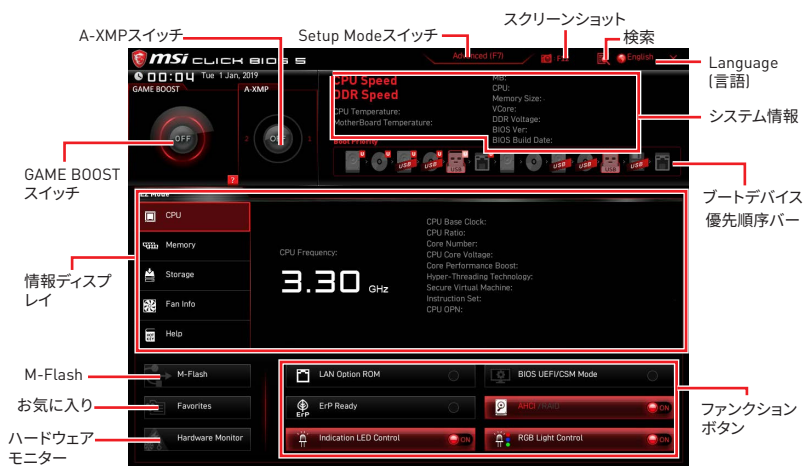 スクリーンショット
A-XMPスイッチ
Setup Modeスイッチ
検索
msi CLICK BIOS 5
Advanced (F7)
F12
English
Language
(言語)
00:04 Tue 1 Jan, 2019
GAME BOOST
A-XMP
OFF
2 OFF 1
?
CPU Speed
DDR Speed
CPU Temperature:
MotherBoard Temperature:
MB:
CPU:
Memory Size:
VCore:
DDR Voltage:
BIOS Ver:
BIOS Build Date:
システム情報
Boot Priority
U U U U U U
USB USB USB USB USB USB USB
GAME BOOST
スイッチ
ブートデバイス
優先順序バー
EZ Mode
CPU
Memory
Storage
Fan Info
Help
CPU Frequency:
3.30 GHz
CPU Base Clock:
CPU Ratio:
Core Number:
CPU Core Voltage:
Core Performance Boost:
Hyper-Threading Technology:
Secure Virtual Machine:
Instruction Set:
CPU OPN:
情報ディスプ
レイ
M-Flash
M-Flash
お気に入り
Favorites
ハードウェア
モニター
Hardware Monitor
LAN Option ROM
BIOS UEFI/CSM Mode
ErP
ErP Ready
AHCI /RAID
ON
Indication LED Control
ON
RGB Light Control
ON
ファンクション
ボタン